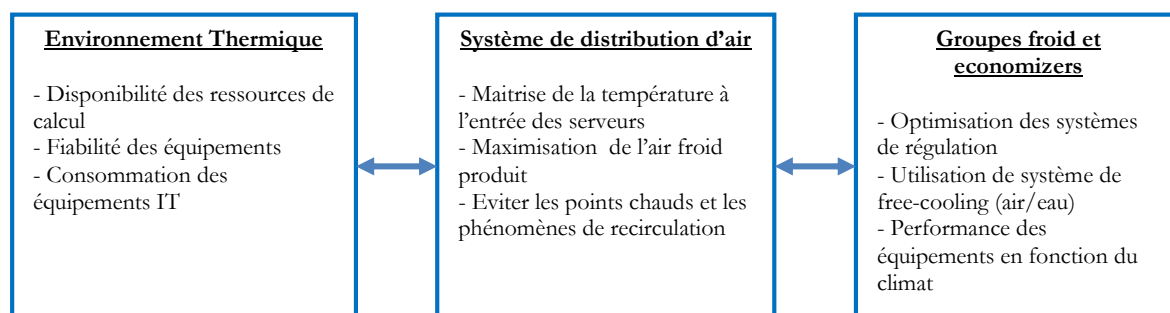 Environnement Thermique
- Disponibilité des ressources de
calcul
- Fiabilité des équipements
- Consommation des
équipements IT
Système de distribution d’air
- Maitrise de la température à
l’entrée des serveurs
- Maximisation de l’air froid
produit
- Eviter les points chauds et les
phénomènes de recirculation
Groupes froid et
economizers
- Optimisation des systèmes
de régulation
- Utilisation de système de
free-cooling (air/eau)
- Performance des
équipements en fonction du
climat